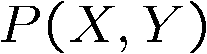 P(X, Y)